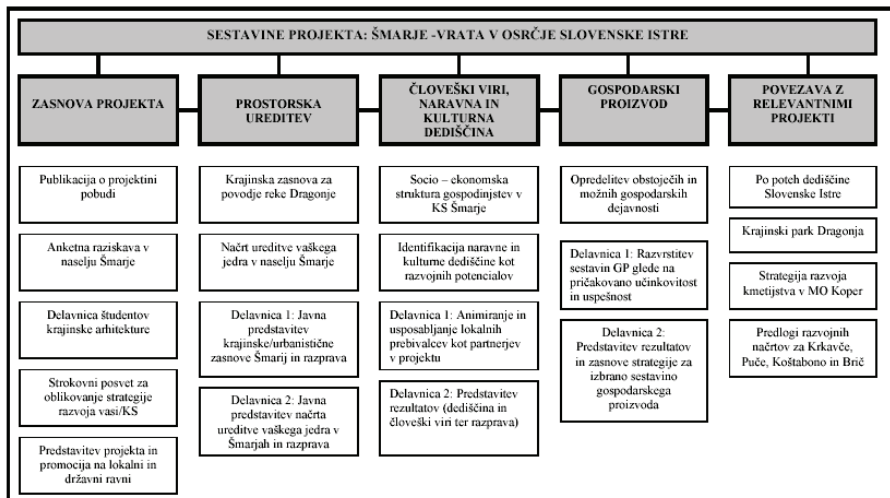 SESTAVINE PROJEKTA: ŠMARJE -VRATA V OSRČJE SLOVENSKE ISTRE
ZASNOVA PROJEKTA
Publikacija o projektini
pobudi
Anketna raziskava v
naselju Šmarje
Delavnica študentov
krajinske arhitekture
Strokovni posvet za
oblikovanje strategije
razvoja vasi/KS
Predstavitev projekta in
promocija na lokalni in
državni ravni
PROSTORSKA
UREDITEV
Krajinska zasnova za
povodje reke Dragonje
Načrt ureditve vaškega
jedra v naselju Šmarje
Delavnica 1: Javna
predstavitev
krajinske/urbanistične
zasnove Šmarij in razprava
Delavnica 2: Javna
predstavitev načrta
ureditve vaškega jedra v
Šmarjah in razprava
ČLOVEŠKI VIRI,
NARAVNA IN
KULTURNA
DEDIŠČINA
Socio – ekonomska
struktura gospodinjstev v
KS Šmarje
Identifikacija naravne in
kulturne dediščine kot
razvojnih potencialov
Delavnica 1: Animiranje in
usposabljanje lokalnih
prebivalcev kot partnerjev
v projektu
Delavnica 2: Predstavitev
rezultatov (dediščina in
človeški viri ter razprava)
GOSPODARSKI
PROIZVOD
Opredelitev obstoječih in
možnih gospodarskih
dejavnosti
Delavnica 1: Razvrstitev
sestavin GP glede na
pričakovano učinkovitost
in uspešnost
Delavnica 2:
Predstavitev rezultatov
in zasnove strategije za
izbrano sestavino
gospodarskega
proizvoda
POVEZAVA Z
RELEVANTNIMI
PROJEKTI
Po poteh dediščine
Slovenske Istre
Krajinski park Dragonja
Strategija razvoja
kmetijstva v MO Koper
Predlogi razvojnih
načrtov za Krkavče,
Puče, Koštabono in Brič